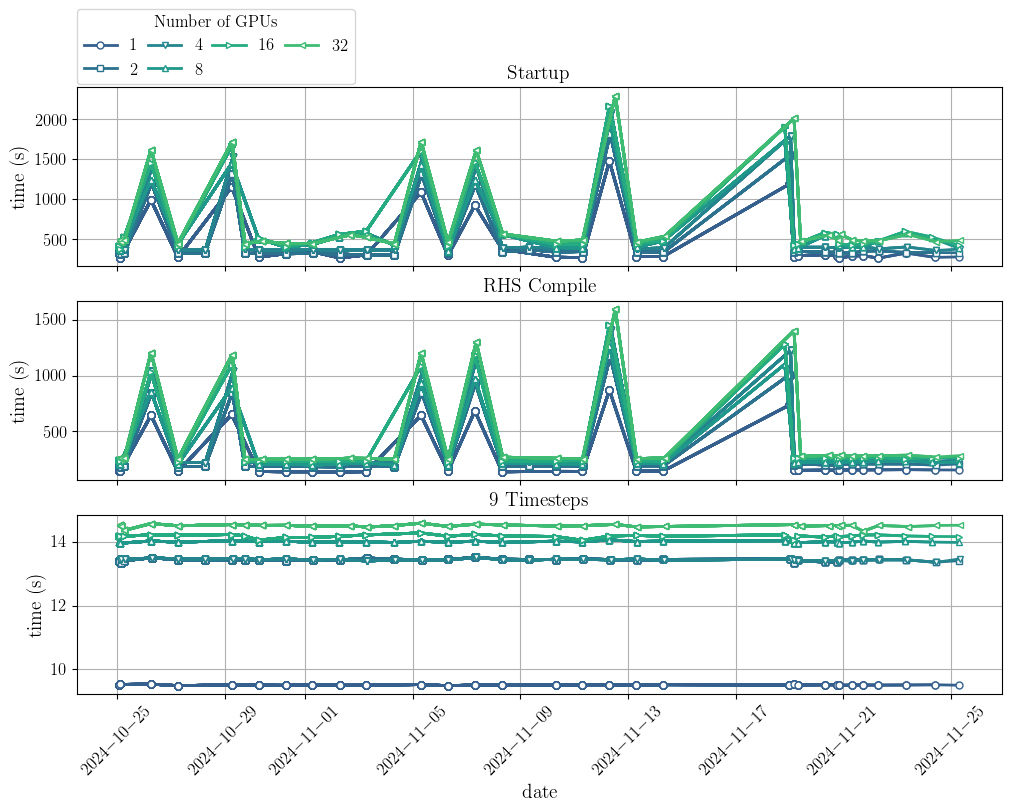 Number of GPUs
1 4 16 32
2 8
Startup
time (s)
2000
1500
1000
500
RHS Compile
time (s)
1500
1000
500
9 Timesteps
time (s)
14
12
10
2024−10−25
2024−10−29
2024−11−01
2024−11−05
2024−11−09
2024−11−13
2024−11−17
2024−11−21
2024−11−25
date